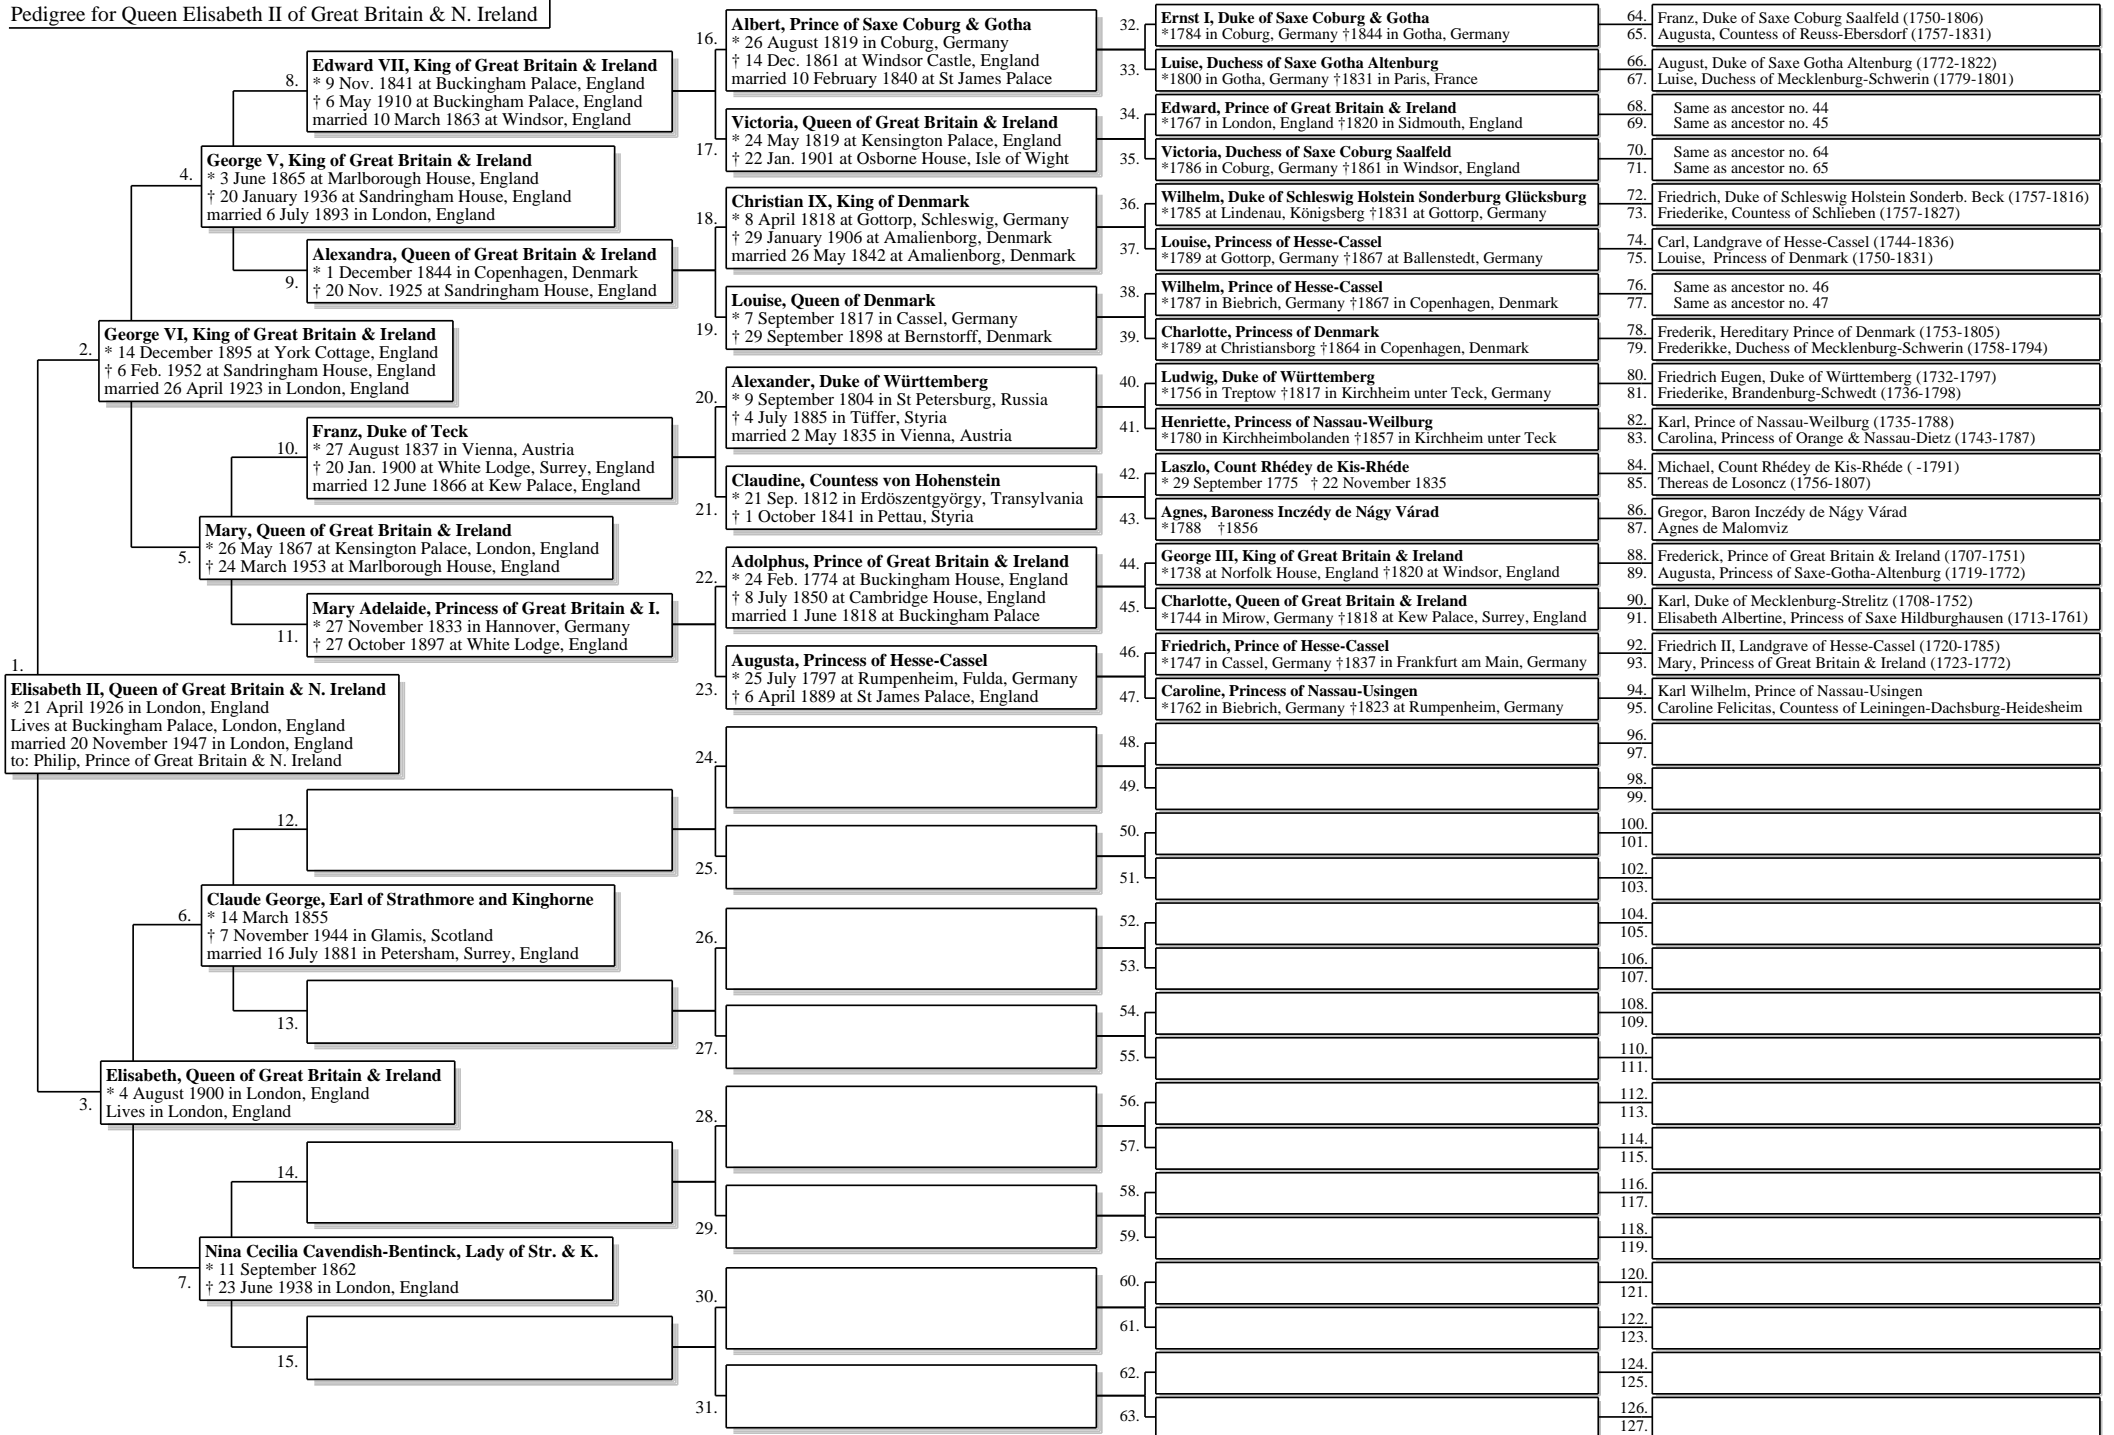 Pedigree for Queen Elisabeth II of Great Britain & N. Ireland
1.
Elisabeth II, Queen of Great Britain & N. Ireland
* 21 April 1926 in London, England
Lives at Buckingham Palace, London, England
married 20 November 1947 in London, England
to: Philip, Prince of Great Britain & N. Ireland
2.
George VI, King of Great Britain & Ireland
* 14 December 1895 at York Cottage, England
† 6 Feb. 1952 at Sandringham House, England
married 26 April 1923 in London, England
3.
Elisabeth, Queen of Great Britain & Ireland
* 4 August 1900 in London, England
Lives in London, England
4.
George V, King of Great Britain & Ireland
* 3 June 1865 at Marlborough House, England
† 20 January 1936 at Sandringham House, England
married 6 July 1893 in London, England
5.
Mary, Queen of Great Britain & Ireland
* 26 May 1867 at Kensington Palace, London, England
† 24 March 1953 at Marlborough House, England
6.
Claude George, Earl of Strathmore and Kinghorne
* 14 March 1855
† 7 November 1944 in Glamis, Scotland
married 16 July 1881 in Petersham, Surrey, England
7.
Nina Cecilia Cavendish-Bentinck, Lady of Str. & K.
* 11 September 1862
† 23 June 1938 in London, England
8.
Edward VII, King of Great Britain & Ireland
* 9 Nov. 1841 at Buckingham Palace, England
† 6 May 1910 at Buckingham Palace, England
married 10 March 1863 at Windsor, England
9.
Alexandra, Queen of Great Britain & Ireland
* 1 December 1844 in Copenhagen, Denmark
† 20 Nov. 1925 at Sandringham House, England
10.
Franz, Duke of Teck
* 27 August 1837 in Vienna, Austria
† 20 Jan. 1900 at White Lodge, Surrey, England
married 12 June 1866 at Kew Palace, England
11.
Mary Adelaide, Princess of Great Britain & I.
* 27 November 1833 in Hannover, Germany
† 27 October 1897 at White Lodge, England
12.
13.
14.
15.
16.
Albert, Prince of Saxe Coburg & Gotha
* 26 August 1819 in Coburg, Germany
† 14 Dec. 1861 at Windsor Castle, England
married 10 February 1840 at St James Palace
17.
Victoria, Queen of Great Britain & Ireland
* 24 May 1819 at Kensington Palace, England
† 22 Jan. 1901 at Osborne House, Isle of Wight
18.
Christian IX, King of Denmark
* 8 April 1818 at Gottorp, Schleswig, Germany
† 29 January 1906 at Amalienborg, Denmark
married 26 May 1842 at Amalienborg, Denmark
19.
Louise, Queen of Denmark
* 7 September 1817 in Cassel, Germany
† 29 September 1898 at Bernstorff, Denmark
20.
Alexander, Duke of Württemberg
* 9 September 1804 in St Petersburg, Russia
† 4 July 1885 in Tüffer, Styria
married 2 May 1835 in Vienna, Austria
21.
Claudine, Countess von Hohenstein
* 21 Sep. 1812 in Erdöszentgyörgy, Transylvania
† 1 October 1841 in Pettau, Styria
22.
Adolphus, Prince of Great Britain & Ireland
* 24 Feb. 1774 at Buckingham House, England
† 8 July 1850 at Cambridge House, England
married 1 June 1818 at Buckingham Palace
23.
Augusta, Princess of Hesse-Cassel
* 25 July 1797 at Rumpenheim, Fulda, Germany
† 6 April 1889 at St James Palace, England
24.
25.
26.
27.
28.
29.
30.
31.
32.
Ernst I, Duke of Saxe Coburg & Gotha
*1784 in Coburg, Germany †1844 in Gotha, Germany
33.
Luise, Duchess of Saxe Gotha Altenburg
*1800 in Gotha, Germany †1831 in Paris, France
34.
Edward, Prince of Great Britain & Ireland
*1767 in London, England †1820 in Sidmouth, England
35.
Victoria, Duchess of Saxe Coburg Saalfeld
*1786 in Coburg, Germany †1861 in Windsor, England
36.
Wilhelm, Duke of Schleswig Holstein Sonderburg Glücksburg
*1785 at Lindenau, Königsberg †1831 at Gottorp, Germany
37.
Louise, Princess of Hesse-Cassel
*1789 at Gottorp, Germany †1867 at Ballenstedt, Germany
38.
Wilhelm, Prince of Hesse-Cassel
*1787 in Biebrich, Germany †1867 in Copenhagen, Denmark
39.
Charlotte, Princess of Denmark
*1789 at Christiansborg †1864 in Copenhagen, Denmark
40.
Ludwig, Duke of Württemberg
*1756 in Treptow †1817 in Kirchheim unter Teck, Germany
41.
Henriette, Princess of Nassau-Weilburg
*1780 in Kirchheimbolanden †1857 in Kirchheim unter Teck
42.
Laszlo, Count Rhédey de Kis-Rhéde
* 29 September 1775 † 22 November 1835
43.
Agnes, Baroness Inczédy de Nágy Várad
*1788 †1856
44.
George III, King of Great Britain & Ireland
*1738 at Norfolk House, England †1820 at Windsor, England
45.
Charlotte, Queen of Great Britain & Ireland
*1744 in Mirow, Germany †1818 at Kew Palace, Surrey, England
46.
Friedrich, Prince of Hesse-Cassel
*1747 in Cassel, Germany †1837 in Frankfurt am Main, Germany
47.
Caroline, Princess of Nassau-Usingen
*1762 in Biebrich, Germany †1823 at Rumpenheim, Germany
48.
49.
50.
51.
52.
53.
54.
55.
56.
57.
58.
59.
60.
61.
62.
63.
64. Franz, Duke of Saxe Coburg Saalfeld (1750-1806)
65. Augusta, Countess of Reuss-Ebersdorf (1757-1831)
66. August, Duke of Saxe Gotha Altenburg (1772-1822)
67. Luise, Duchess of Mecklenburg-Schwerin (1779-1801)
68. Same as ancestor no. 44
69. Same as ancestor no. 45
70. Same as ancestor no. 64
71. Same as ancestor no. 65
72. Friedrich, Duke of Schleswig Holstein Sonderb. Beck (1757-1816)
73. Friederike, Countess of Schlieben (1757-1827)
74. Carl, Landgrave of Hesse-Cassel (1744-1836)
75. Louise, Princess of Denmark (1750-1831)
76. Same as ancestor no. 46
77. Same as ancestor no. 47
78. Frederik, Hereditary Prince of Denmark (1753-1805)
79. Frederikke, Duchess of Mecklenburg-Schwerin (1758-1794)
80. Friedrich Eugen, Duke of Württemberg (1732-1797)
81. Friederike, Brandenburg-Schwedt (1736-1798)
82. Karl, Prince of Nassau-Weilburg (1735-1788)
83. Carolina, Princess of Orange & Nassau-Dietz (1743-1787)
84. Michael, Count Rhédey de Kis-Rhéde ( -1791)
85. Thereas de Losoncz (1756-1807)
86. Gregor, Baron Inczédy de Nágy Várad
87. Agnes de Malomviz
88. Frederick, Prince of Great Britain & Ireland (1707-1751)
89. Augusta, Princess of Saxe-Gotha-Altenburg (1719-1772)
90. Karl, Duke of Mecklenburg-Strelitz (1708-1752)
91. Elisabeth Albertine, Princess of Saxe Hildburghausen (1713-1761)
92. Friedrich II, Landgrave of Hesse-Cassel (1720-1785)
93. Mary, Princess of Great Britain & Ireland (1723-1772)
94. Karl Wilhelm, Prince of Nassau-Usingen
95. Caroline Felicitas, Countess of Leiningen-Dachsburg-Heidesheim
96.
97.
98.
99.
100.
101.
102.
103.
104.
105.
106.
107.
108.
109.
110.
111.
112.
113.
114.
115.
116.
117.
118.
119.
120.
121.
122.
123.
124.
125.
126.
127.